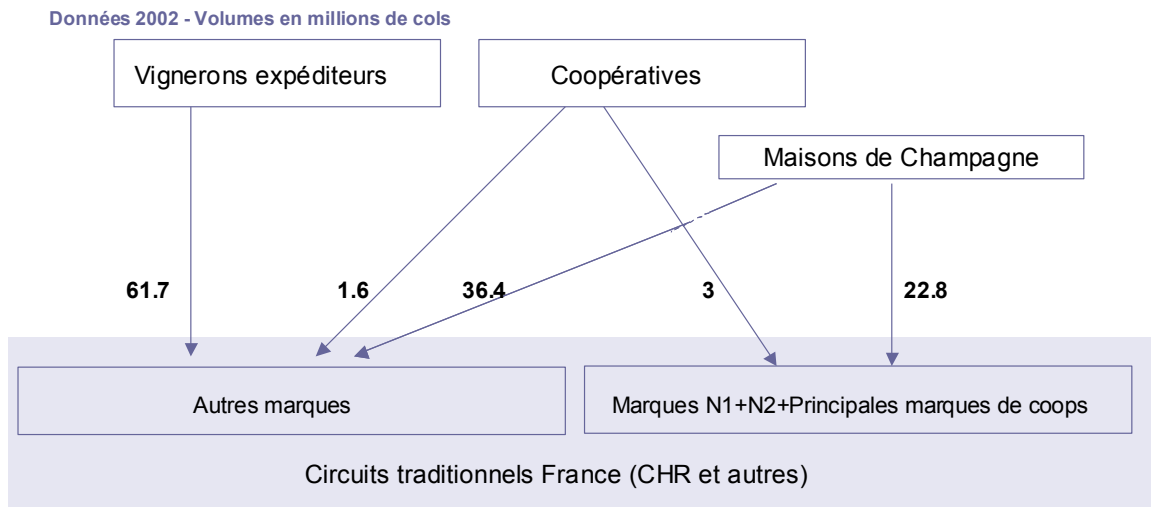 Données 2002 - Volumes en millions de cols
Vignerons expéditeurs
Coopératives
Maisons de Champagne
61.7
1.6
36.4
3
22.8
Autres marques
Marques N1+N2+Principales marques de coops
Circuits traditionnels France (CHR et autres)